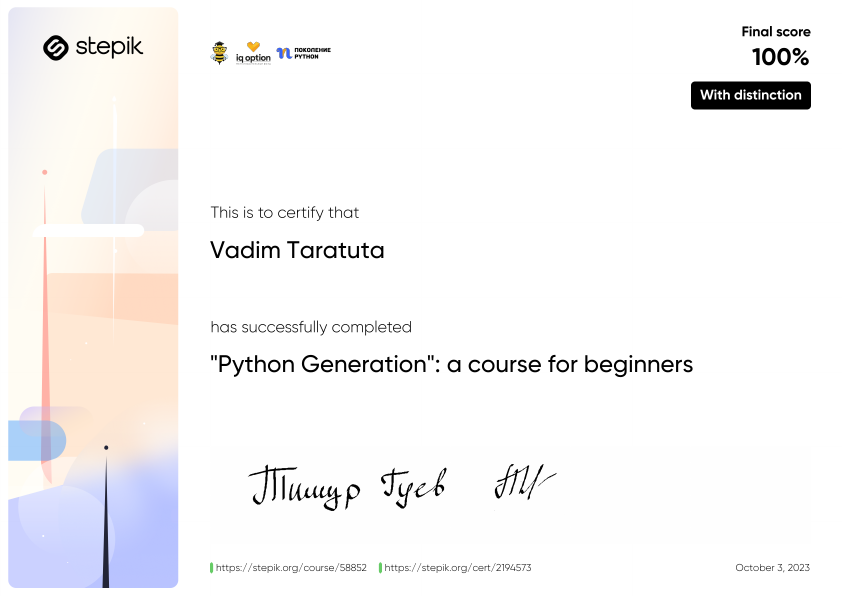 stepik
iq option
ПОКОЛЕНИЕ
PYTHON
Final score
100%
With distinction
This is to certify that
Vadim Taratuta
has successfully completed
"Python Generation": a course for beginners
Тимур Гуев
https://stepik.org/course/58852 https://stepik.org/cert/2194573
October 3, 2023